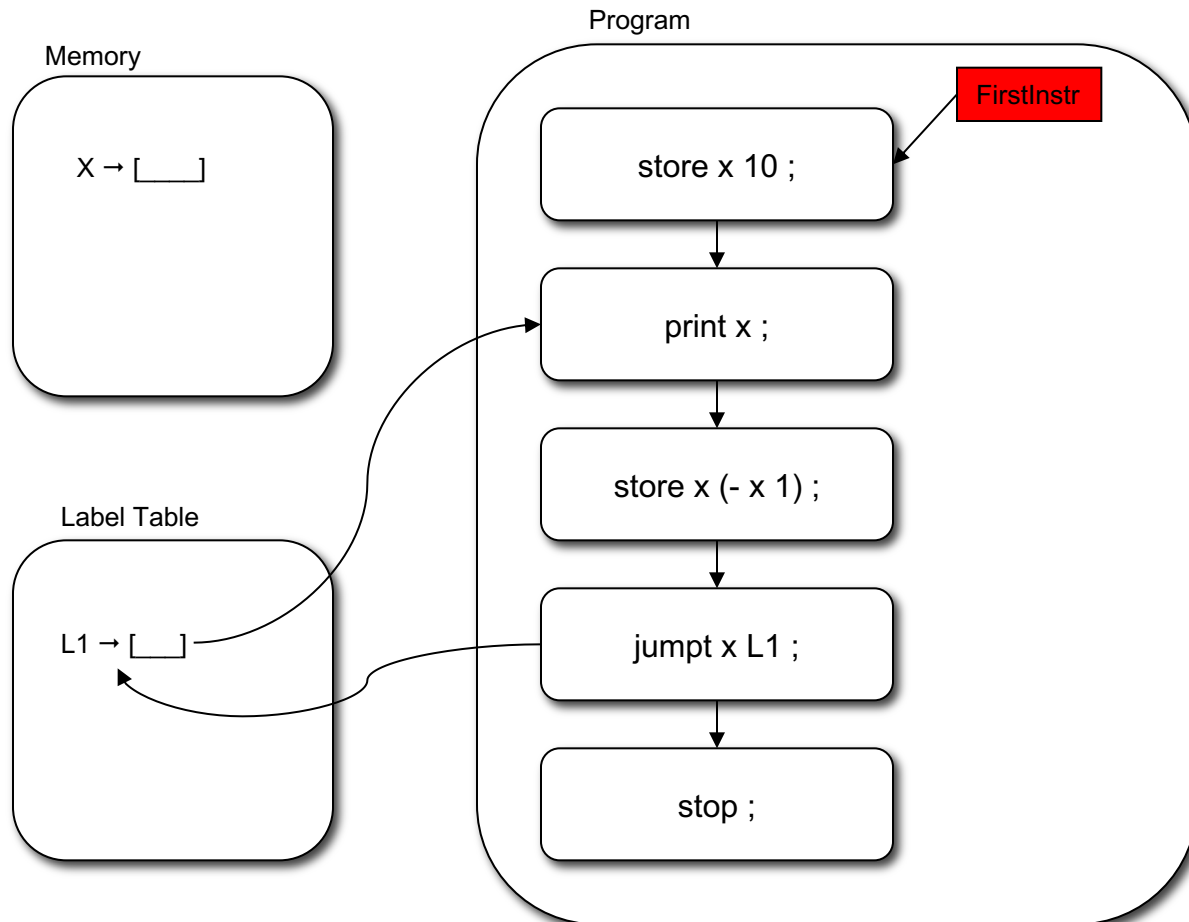 Program
Memory
FirstInstr
X → [____]
store x 10 ;
print x ;
store x (- x 1) ;
Label Table
L1 → [___]
jumpt x L1 ;
stop ;